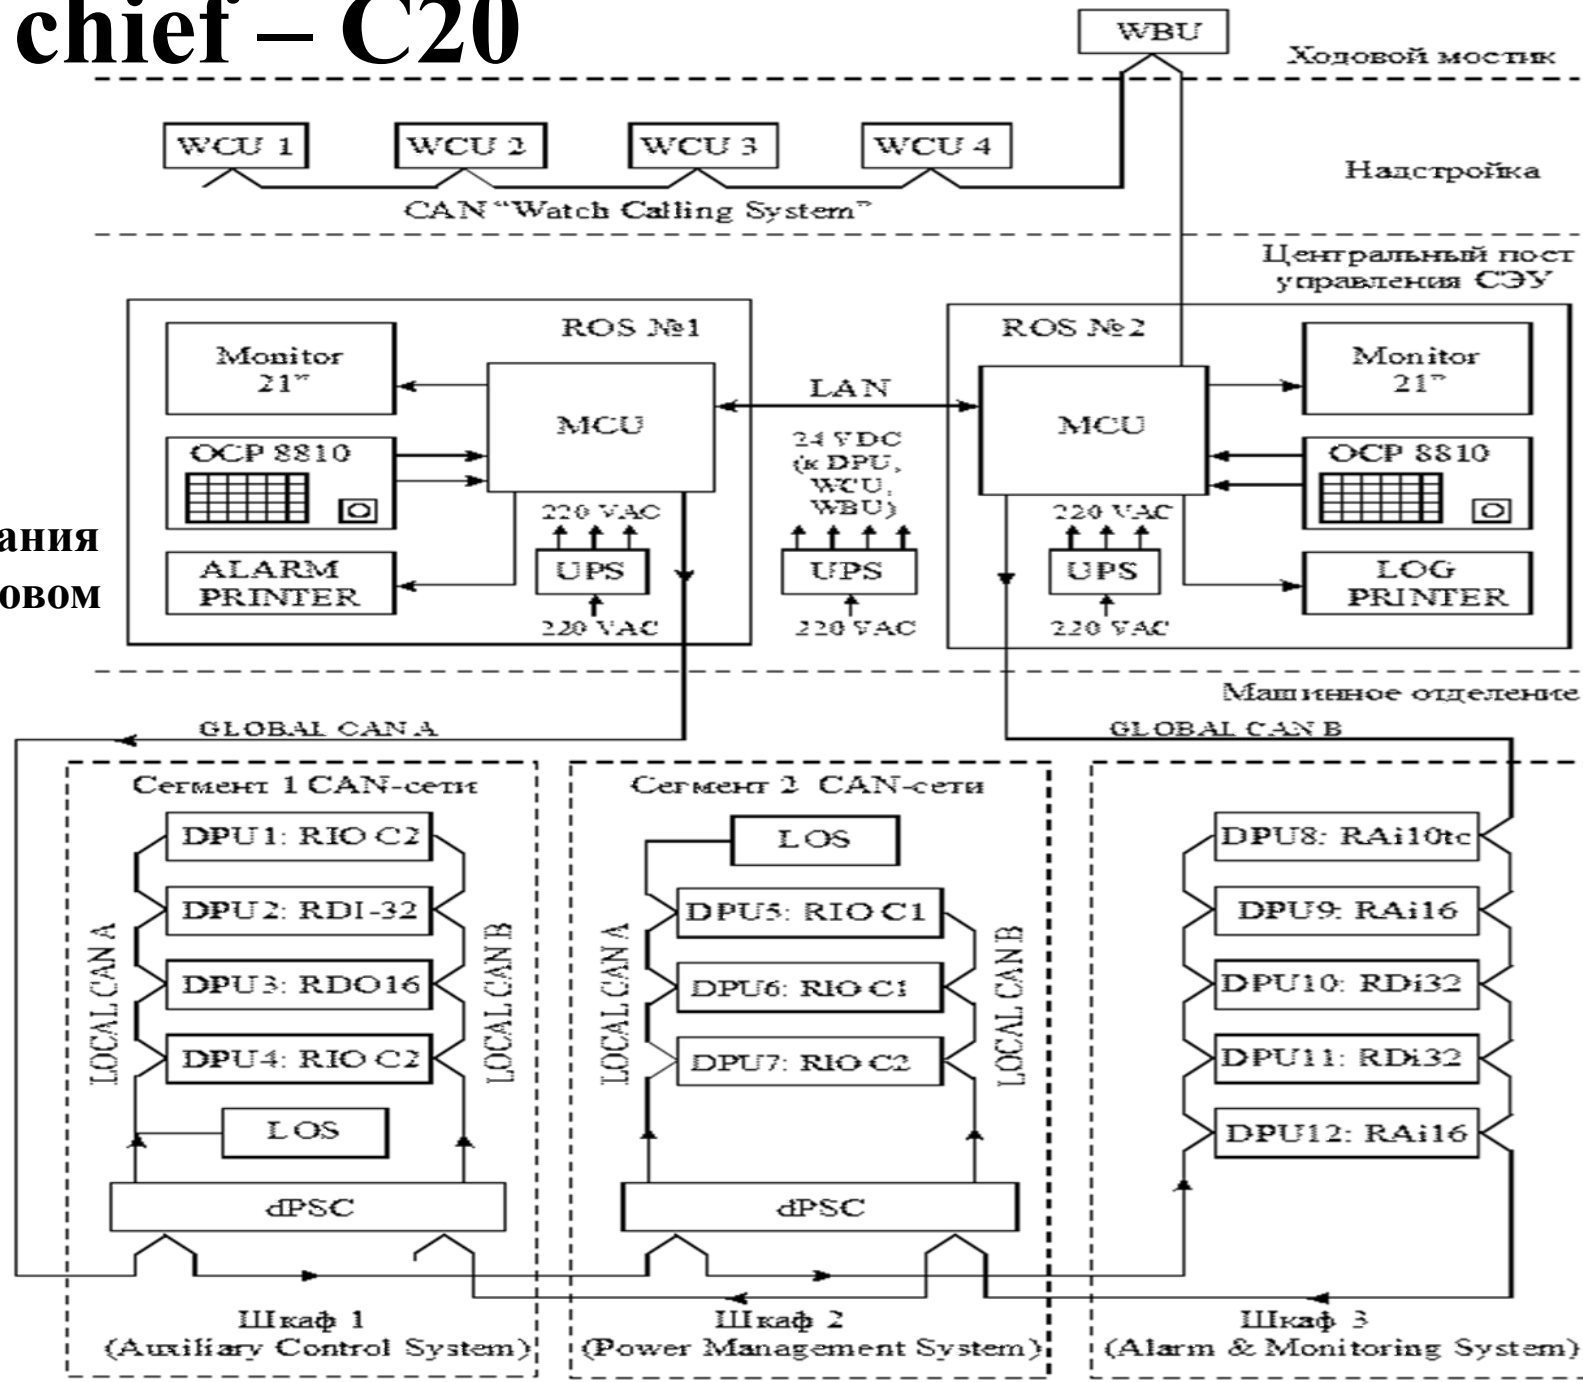 chief – C20
WBU
Ходовой мостик
WCU 1
WCU 2
WCU 3
WCU 4
Надстройка
CAN “Watch Calling System”
Центральный пост
управления СЭУ
ROS №1
Monitor
21”
MCU
OCP 8810
ALARM
PRINTER
220 VAC
UPS
220 VAC
LAN
24 VDC
(к DPU,
WCU,
WBU)
UPS
220 VAC
ROS №2
MCU
Monitor
21”
OCP 8810
LOG
PRINTER
220 VAC
UPS
220 VAC
ания
овом
Машинное отделение
GLOBAL CAN A
GLOBAL CAN B
Сегмент 1 CAN-сети
DPU1: RIO C2
DPU2: RDI-32
DPU3: RDO16
DPU4: RIO C2
LOCAL CAN A
LOCAL CAN B
LOS
dPSC
Шкаф 1
(Auxiliary Control System)
Сегмент 2 CAN-сети
LOS
DPU5: RIO C1
DPU6: RIO C1
DPU7: RIO C2
LOCAL CAN A
LOCAL CAN B
dPSC
Шкаф 2
(Power Management System)
DPU8: RAi10tc
DPU9: RAi16
DPU10: RDi32
DPU11: RDi32
DPU12: RAi16
Шкаф 3
(Alarm & Monitoring System)